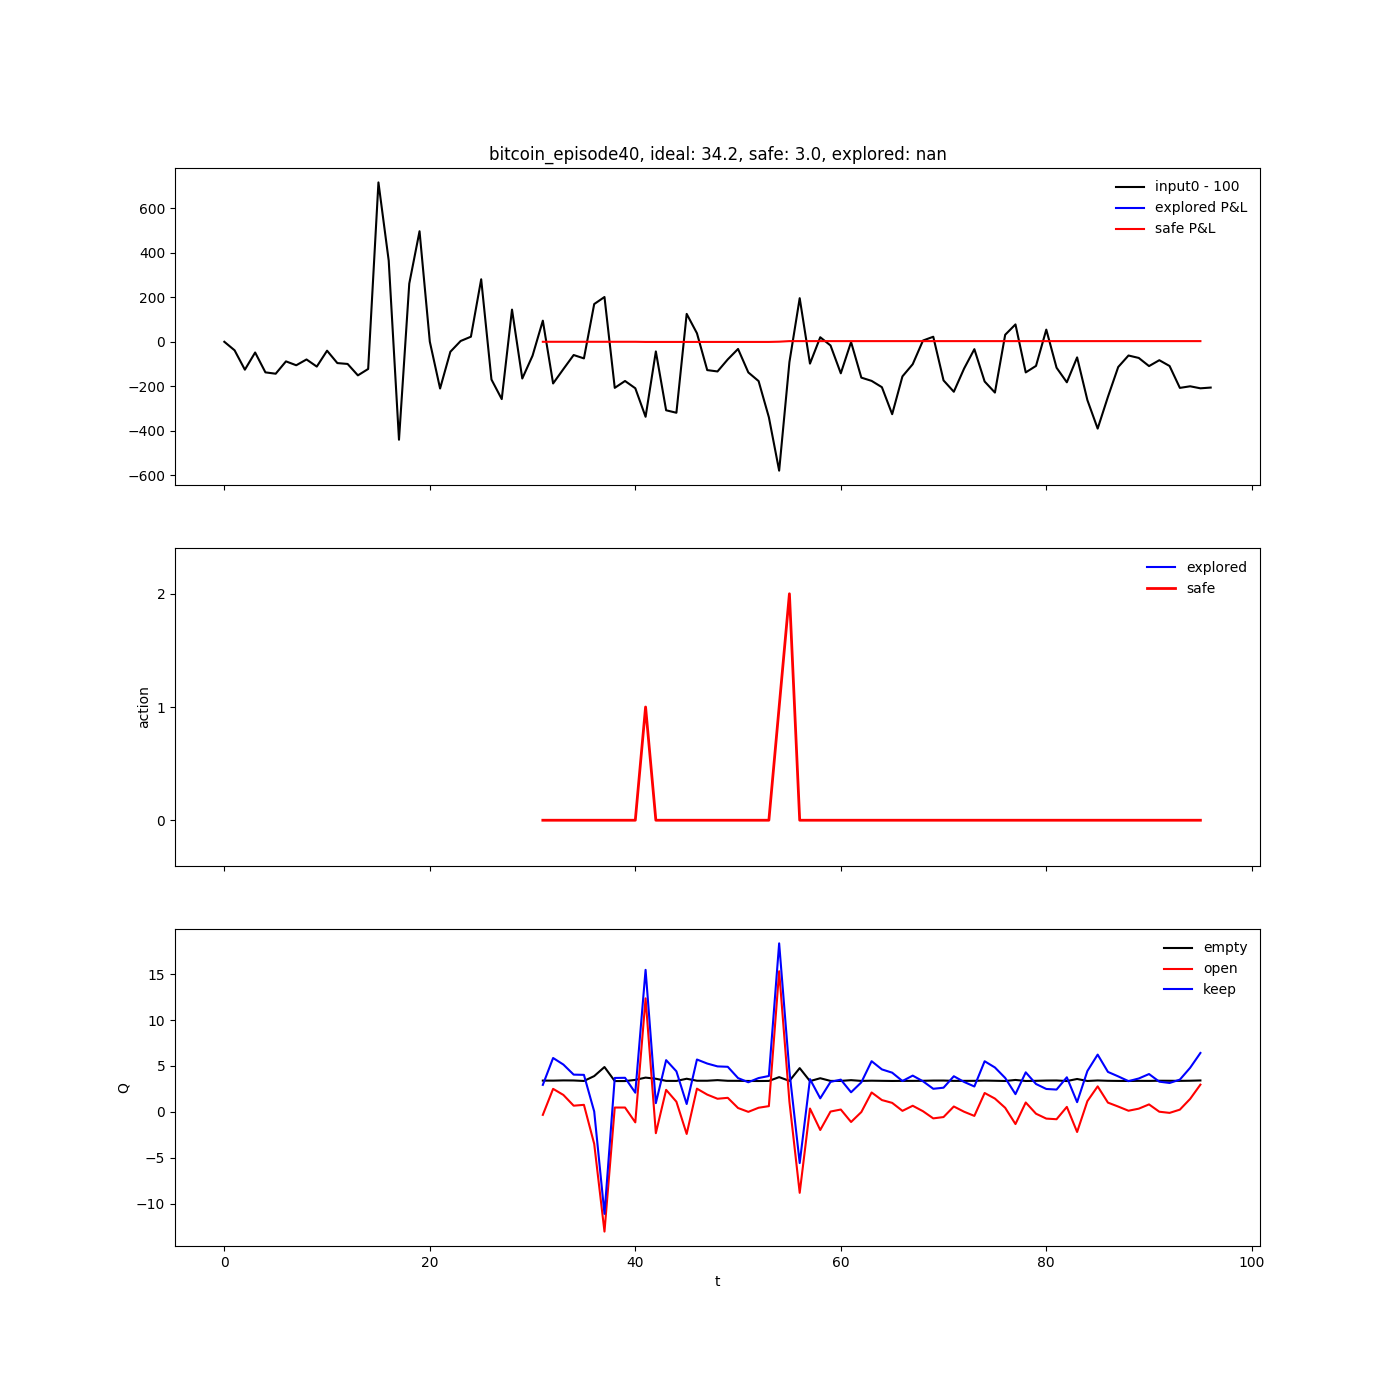 bitcoin_episode40, ideal: 34.2, safe: 3.0, explored: nan
input0 - 100
explored P&L
safe P&L
600
400
200
0
−200
−400
−600
explored
safe
2
1
0
action
empty
open
keep
15
10
5
0
−5
−10
Q
0 20 40 60 80 100
t